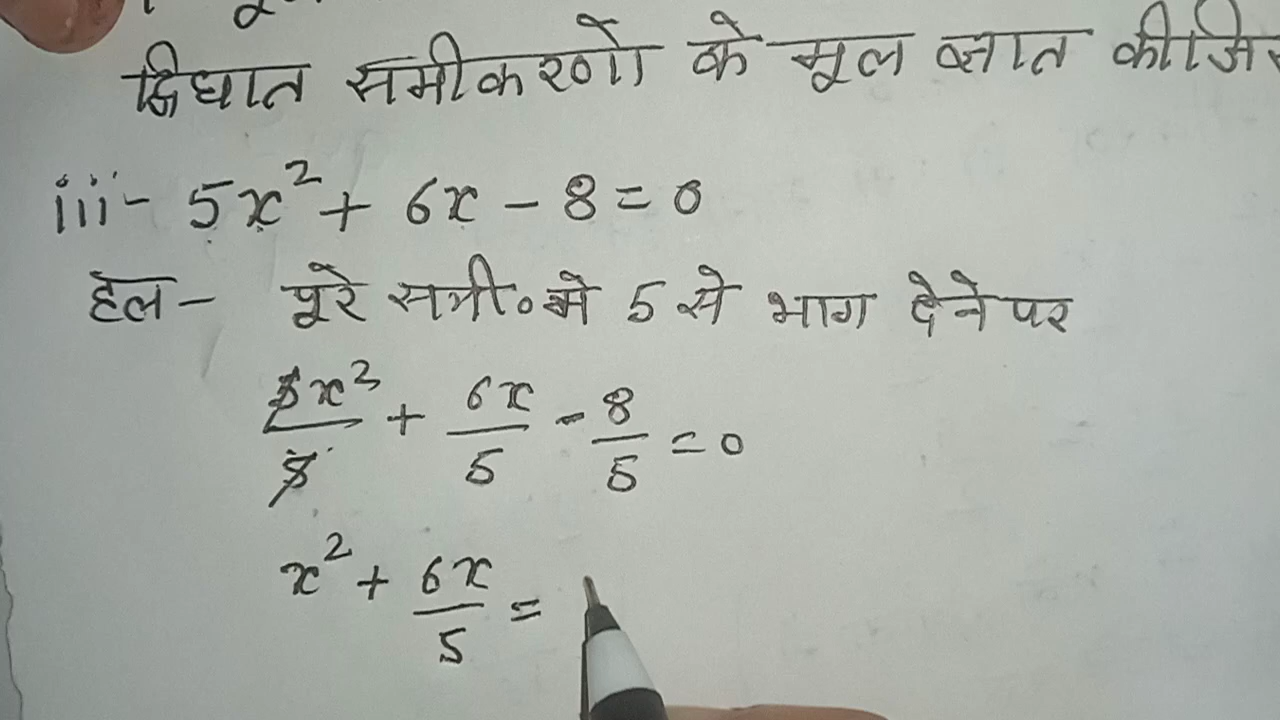 द्विघात समीकरणो के मूल ज्ञात कीजि
iii- 5x² + 6x - 8 = 0
हल- पूरे समी० मे 5 से भाग देने पर
5x²/5 + 6x/5 - 8/5 = 0
x² + 6x/5 =